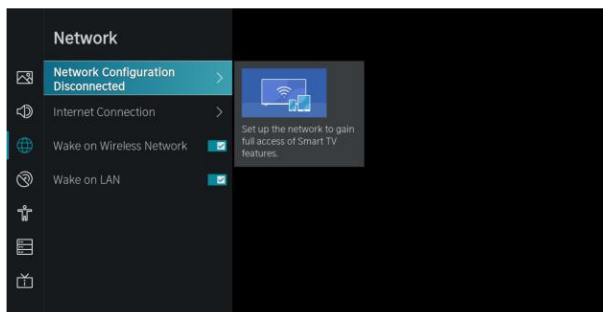 Network
Network Configuration
Disconnected
Internet Connection
Wake on Wireless Network
Wake on LAN
Set up the network to gain
full access of Smart TV
features.